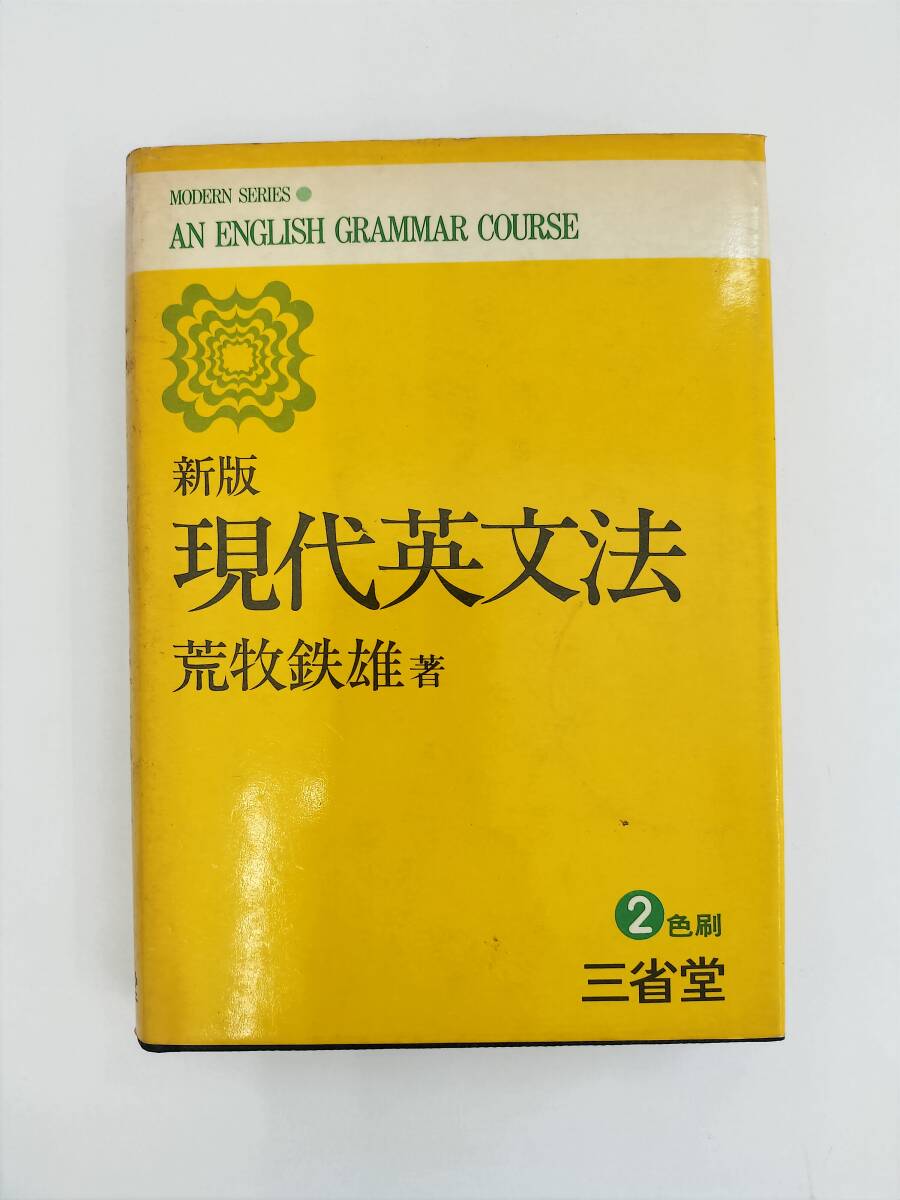 MODERN SERIES
AN ENGLISH GRAMMAR COURSE
新版
現代英文法
荒牧鉄雄著
2色刷
三省堂